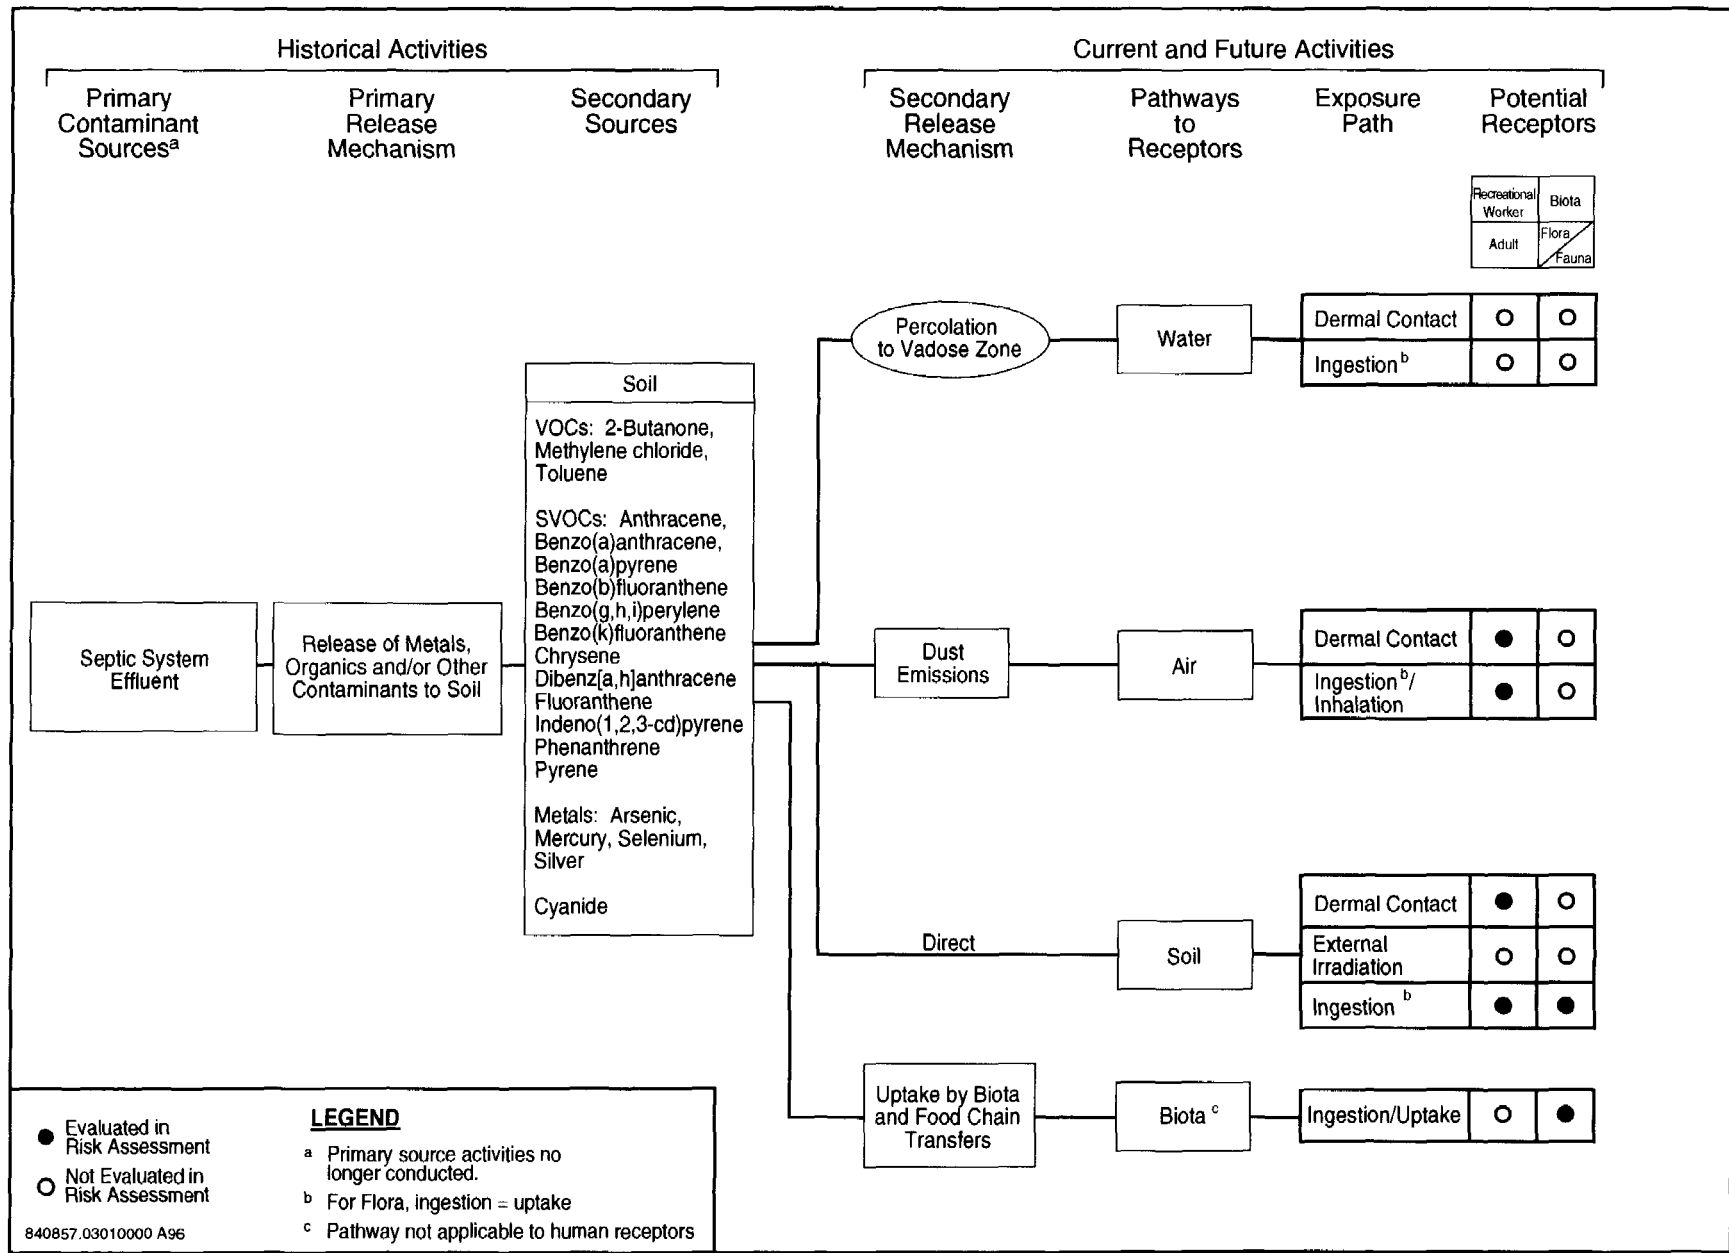 Historical Activities
Current and Future Activities
Primary
Contaminant
Sourcesᵃ
Primary
Release
Mechanism
Secondary
Sources
Secondary
Release
Mechanism
Pathways
to
Receptors
Exposure
Path
Potential
Receptors
Recreational
Worker
Biota
Adult
Flora
Fauna
Septic System
Effluent
Release of Metals,
Organics and/or Other
Contaminants to Soil
Soil
VOCs: 2-Butanone,
Methylene chloride,
Toluene
SVOCs: Anthracene,
Benzo(a)anthracene,
Benzo(a)pyrene
Benzo(b)fluoranthene
Benzo(g,h,i)perylene
Benzo(k)fluoranthene
Chrysene
Dibenz[a,h]anthracene
Fluoranthene
Indeno(1,2,3-cd)pyrene
Phenanthrene
Pyrene
Metals: Arsenic,
Mercury, Selenium,
Silver
Cyanide
Percolation
to Vadose Zone
Water
Dermal Contact
Ingestion ᵇ
Dust
Emissions
Air
Dermal Contact
Ingestion ᵇ/
Inhalation
Direct
Soil
Dermal Contact
External
Irradiation
Ingestion ᵇ
Uptake by Biota
and Food Chain
Transfers
Biota ᶜ
Ingestion/Uptake
LEGEND
Evaluated in
Risk Assessment
Not Evaluated in
Risk Assessment
ᵃ Primary source activities no
longer conducted.
ᵇ For Flora, ingestion = uptake
ᶜ Pathway not applicable to human receptors
840857.03010000 A96